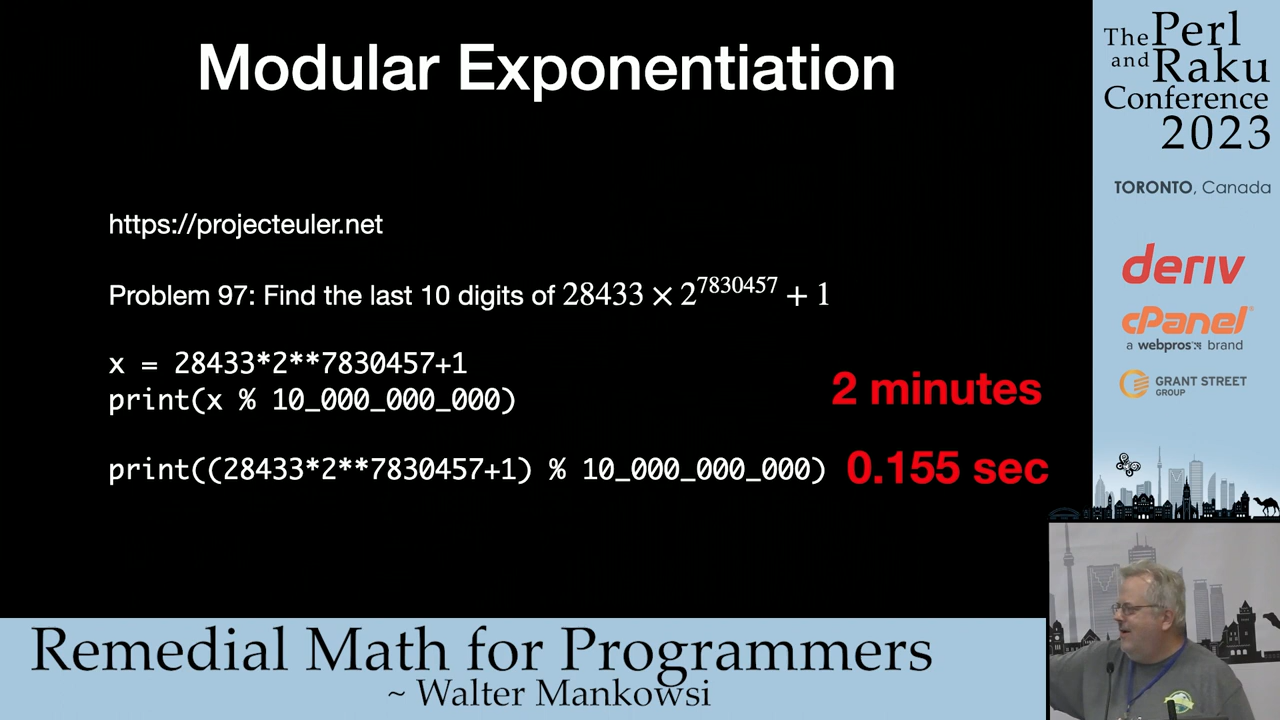 Modular Exponentiation
https://projecteuler.net
Problem 97: Find the last 10 digits of 28433 × 2^7830457 + 1
x = 28433*2**7830457+1
print(x % 10_000_000_000)
2 minutes
print((28433*2**7830457+1) % 10_000_000_000)
0.155 sec
The Perl
and Raku
Conference
2023
TORONTO, Canada
deriv
cPanel®
a webpros brand
GRANT STREET
GROUP
Remedial Math for Programmers
~ Walter Mankowsi